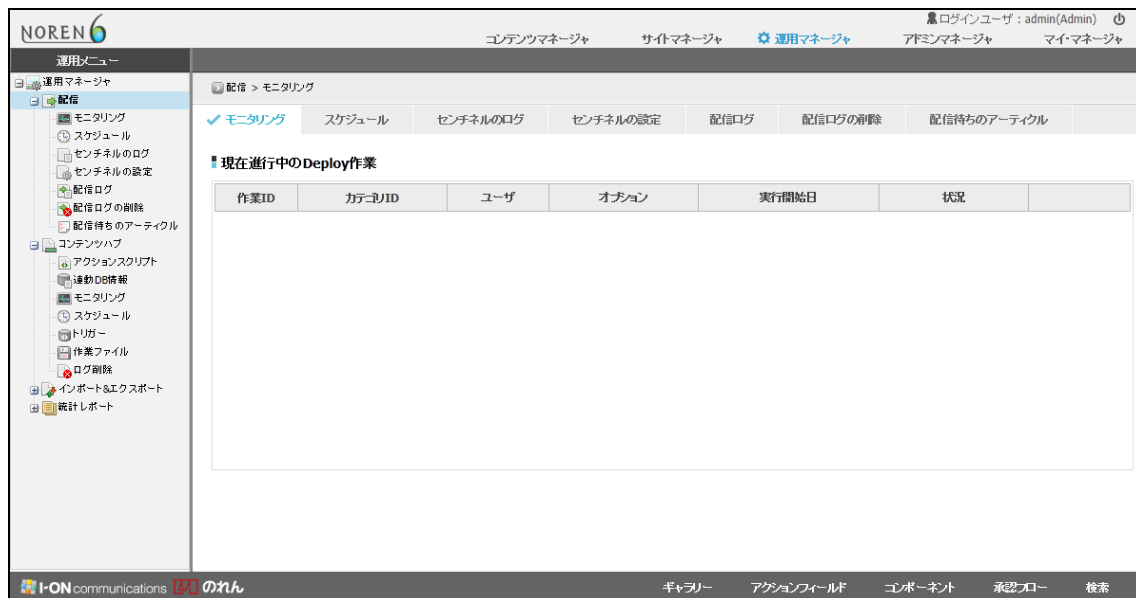 NOREN6
ログインユーザ : admin(Admin)
コンテンツマネージャ サイトマネージャ 運用マネージャ アドミンマネージャ マイ・マネージャ
運用メニュー
運用マネージャ
配信
モニタリング
スケジュール
センチネルのログ
センチネルの設定
配信ログ
配信ログの削除
配信待ちのアーティクル
コンテンツハブ
アクションスクリプト
連動DB情報
モニタリング
スケジュール
トリガー
作業ファイル
ログ削除
インポート&エクスポート
統計レポート
配信 > モニタリング
モニタリング スケジュール センチネルのログ センチネルの設定 配信ログ 配信ログの削除 配信待ちのアーティクル
現在進行中のDeploy作業
作業ID カテゴリID ユーザ オプション 実行開始日 状況
I-ON communications のれん
ギャラリー アクションフィールド コンポーネント 承認フロー 検索